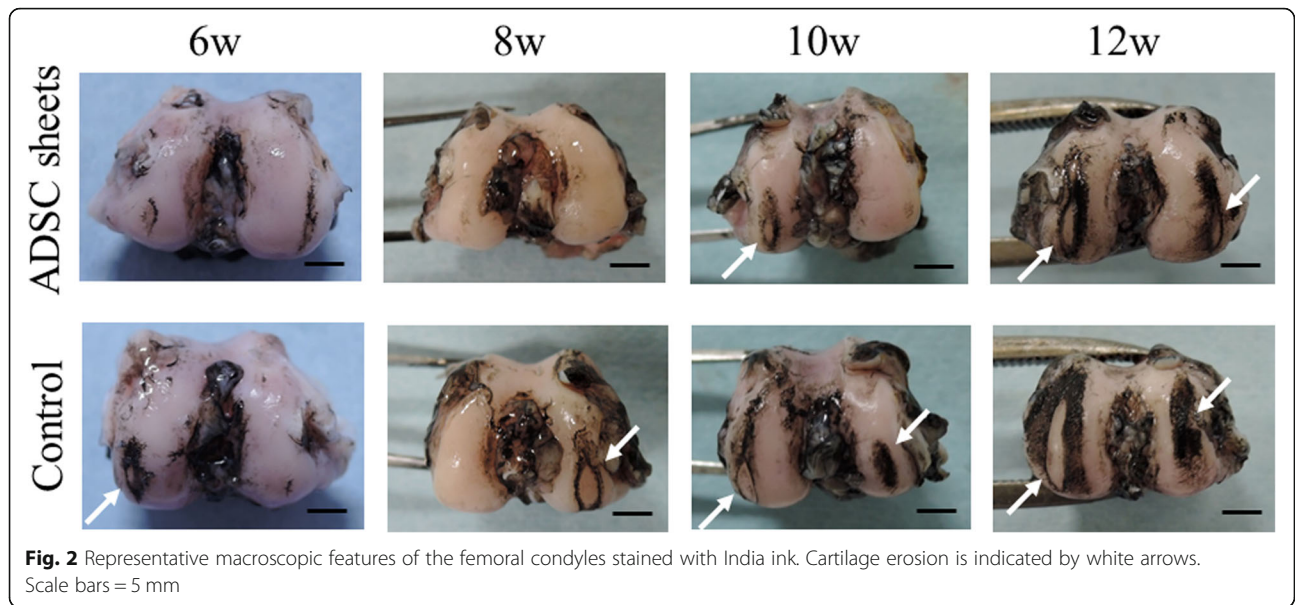 6w 8w 10w 12w
ADSC sheets
Control
Fig. 2 Representative macroscopic features of the femoral condyles stained with India ink. Cartilage erosion is indicated by white arrows.
Scale bars = 5 mm